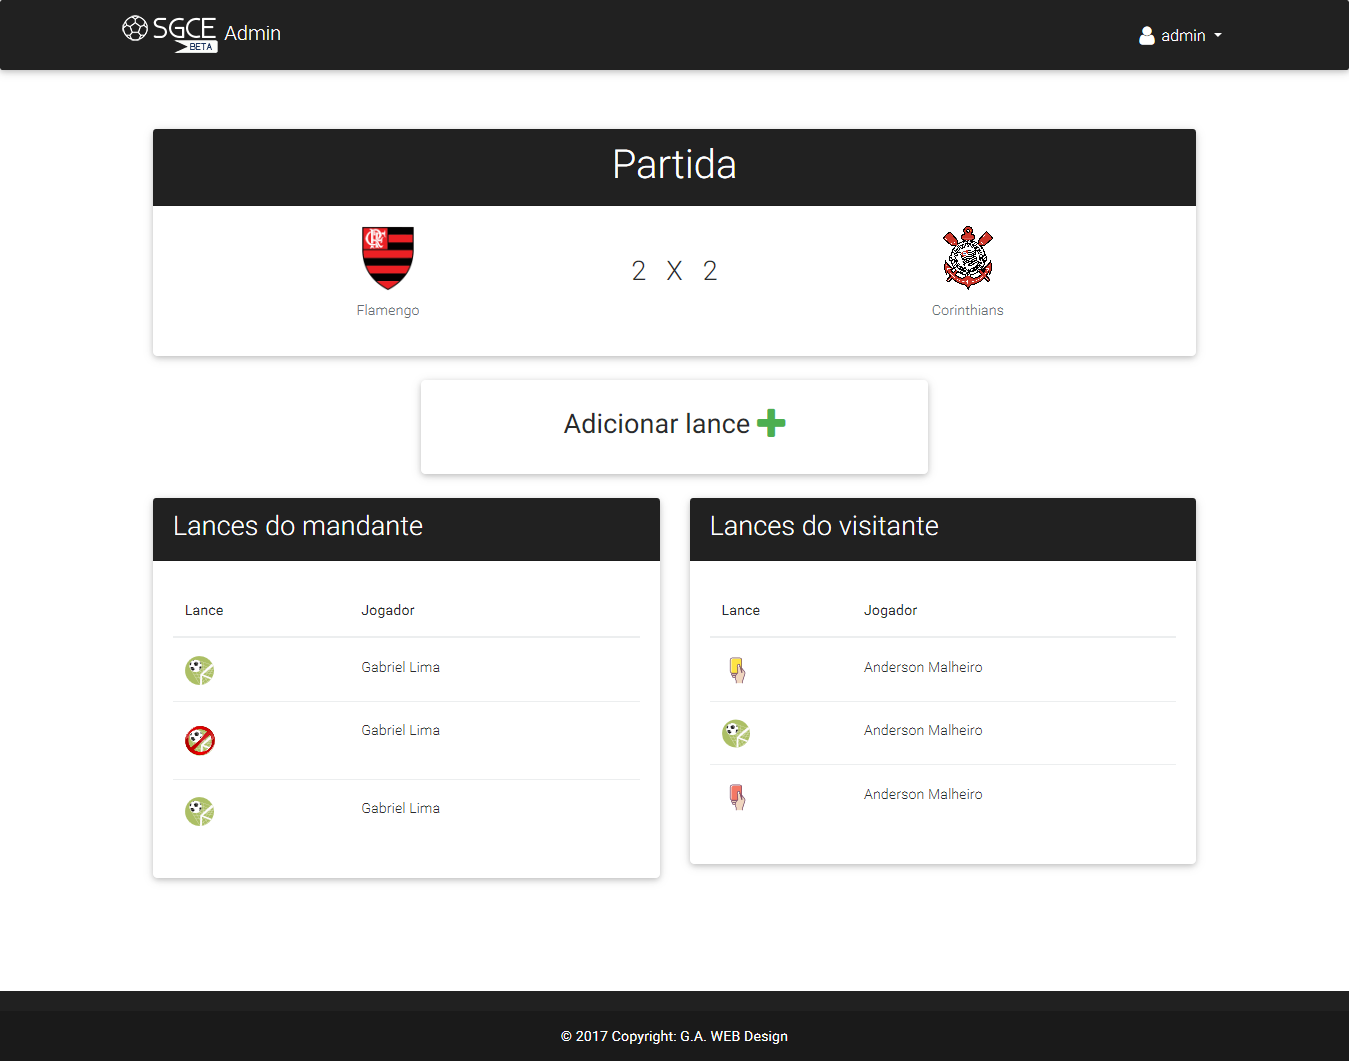 SGCE BETA Admin
admin
Partida
2 X 2
Flamengo
Corinthians
Adicionar lance
Lances do mandante
Lance Jogador
Gabriel Lima
Gabriel Lima
Gabriel Lima
Lances do visitante
Lance Jogador
Anderson Malheiro
Anderson Malheiro
Anderson Malheiro
© 2017 Copyright: G.A. WEB Design